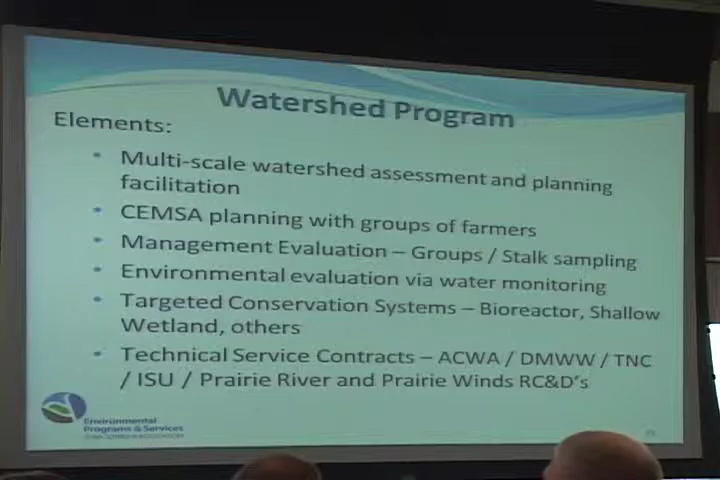 Watershed Program
Elements:
• Multi-scale watershed assessment and planning
facilitation
• CEMSA planning with groups of farmers
• Management Evaluation – Groups / Stalk sampling
• Environmental evaluation via water monitoring
• Targeted Conservation Systems – Bioreactor, Shallow
Wetland, others
• Technical Service Contracts – ACWA / DMWW / TNC
/ ISU / Prairie River and Prairie Winds RC&D's
Environmental
Programs & Services